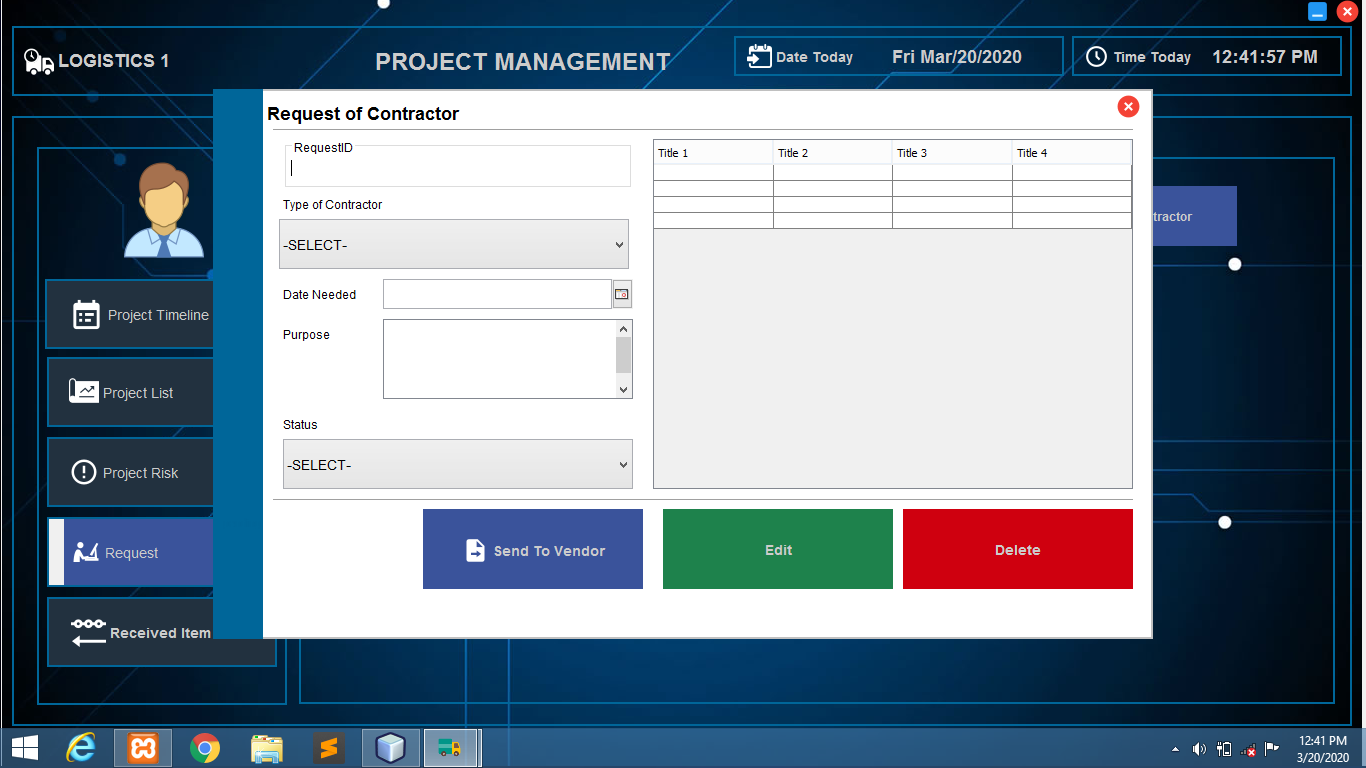 LOGISTICS 1
PROJECT MANAGEMENT
Date Today
Fri Mar/20/2020
Time Today
12:41:57 PM
Request of Contractor
RequestID
Type of Contractor
-SELECT-
Date Needed
Purpose
Status
-SELECT-
Title 1
Title 2
Title 3
Title 4
Send To Vendor
Edit
Delete
tractor
Project Timeline
Project List
Project Risk
Request
Received Item
12:41 PM
3/20/2020